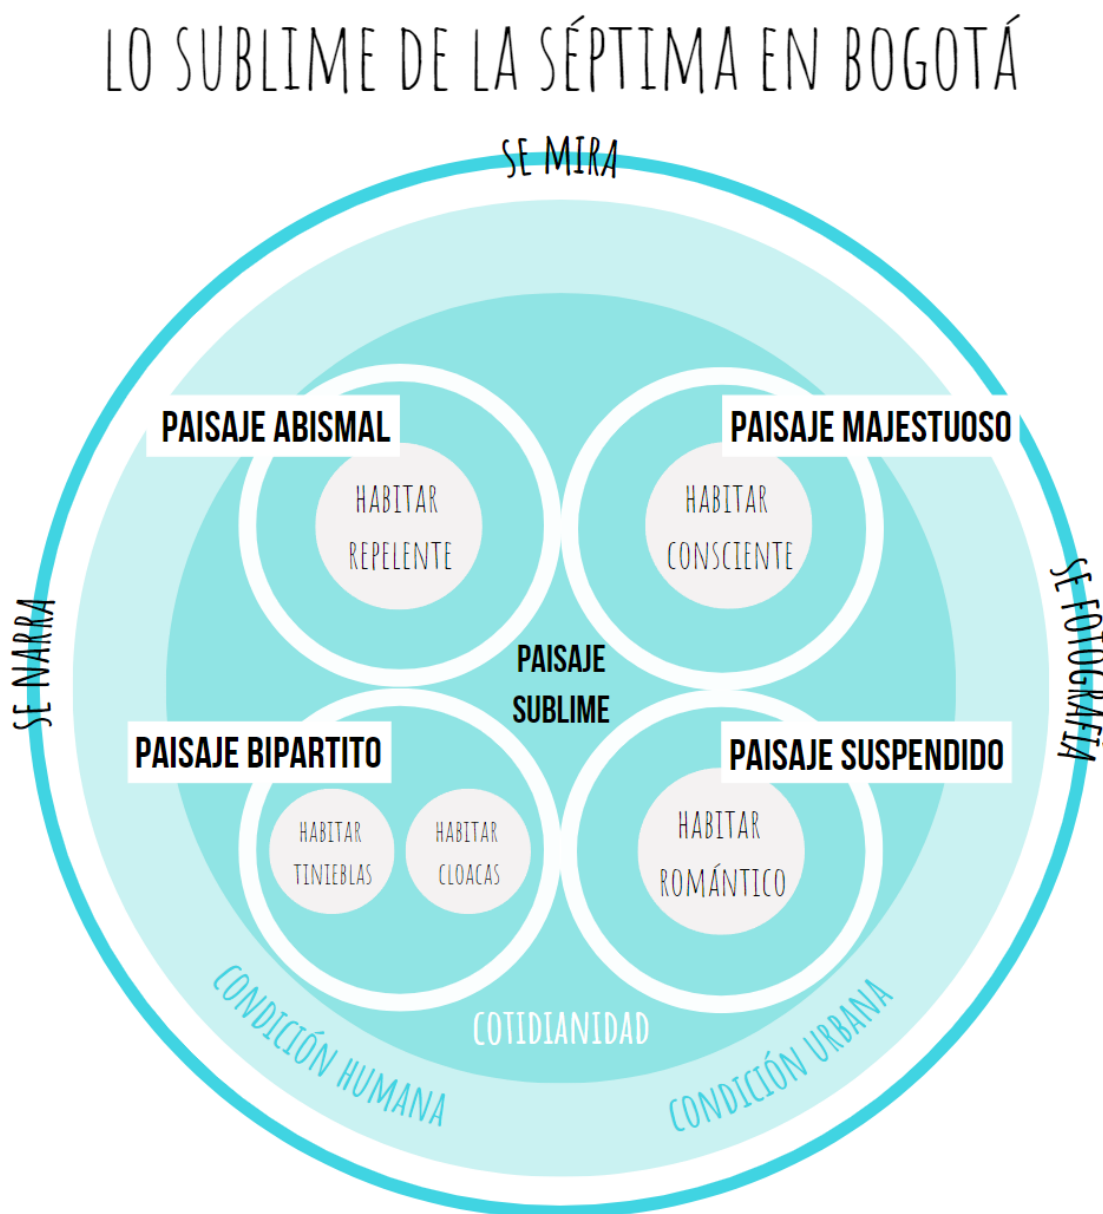 LO SUBLIME DE LA SÉPTIMA EN BOGOTÁ
SE MIRA
PAISAJE ABISMAL
PAISAJE MAJESTUOSO
HABITAR
REPELENTE
HABITAR
CONSCIENTE
SE NARRA
SE FOTOGRAFÍA
PAISAJE
SUBLIME
PAISAJE BIPARTITO
PAISAJE SUSPENDIDO
HABITAR
TINIEBLAS
HABITAR
CLOACAS
HABITAR
ROMÁNTICO
COTIDIANIDAD
CONDICIÓN HUMANA
CONDICIÓN URBANA